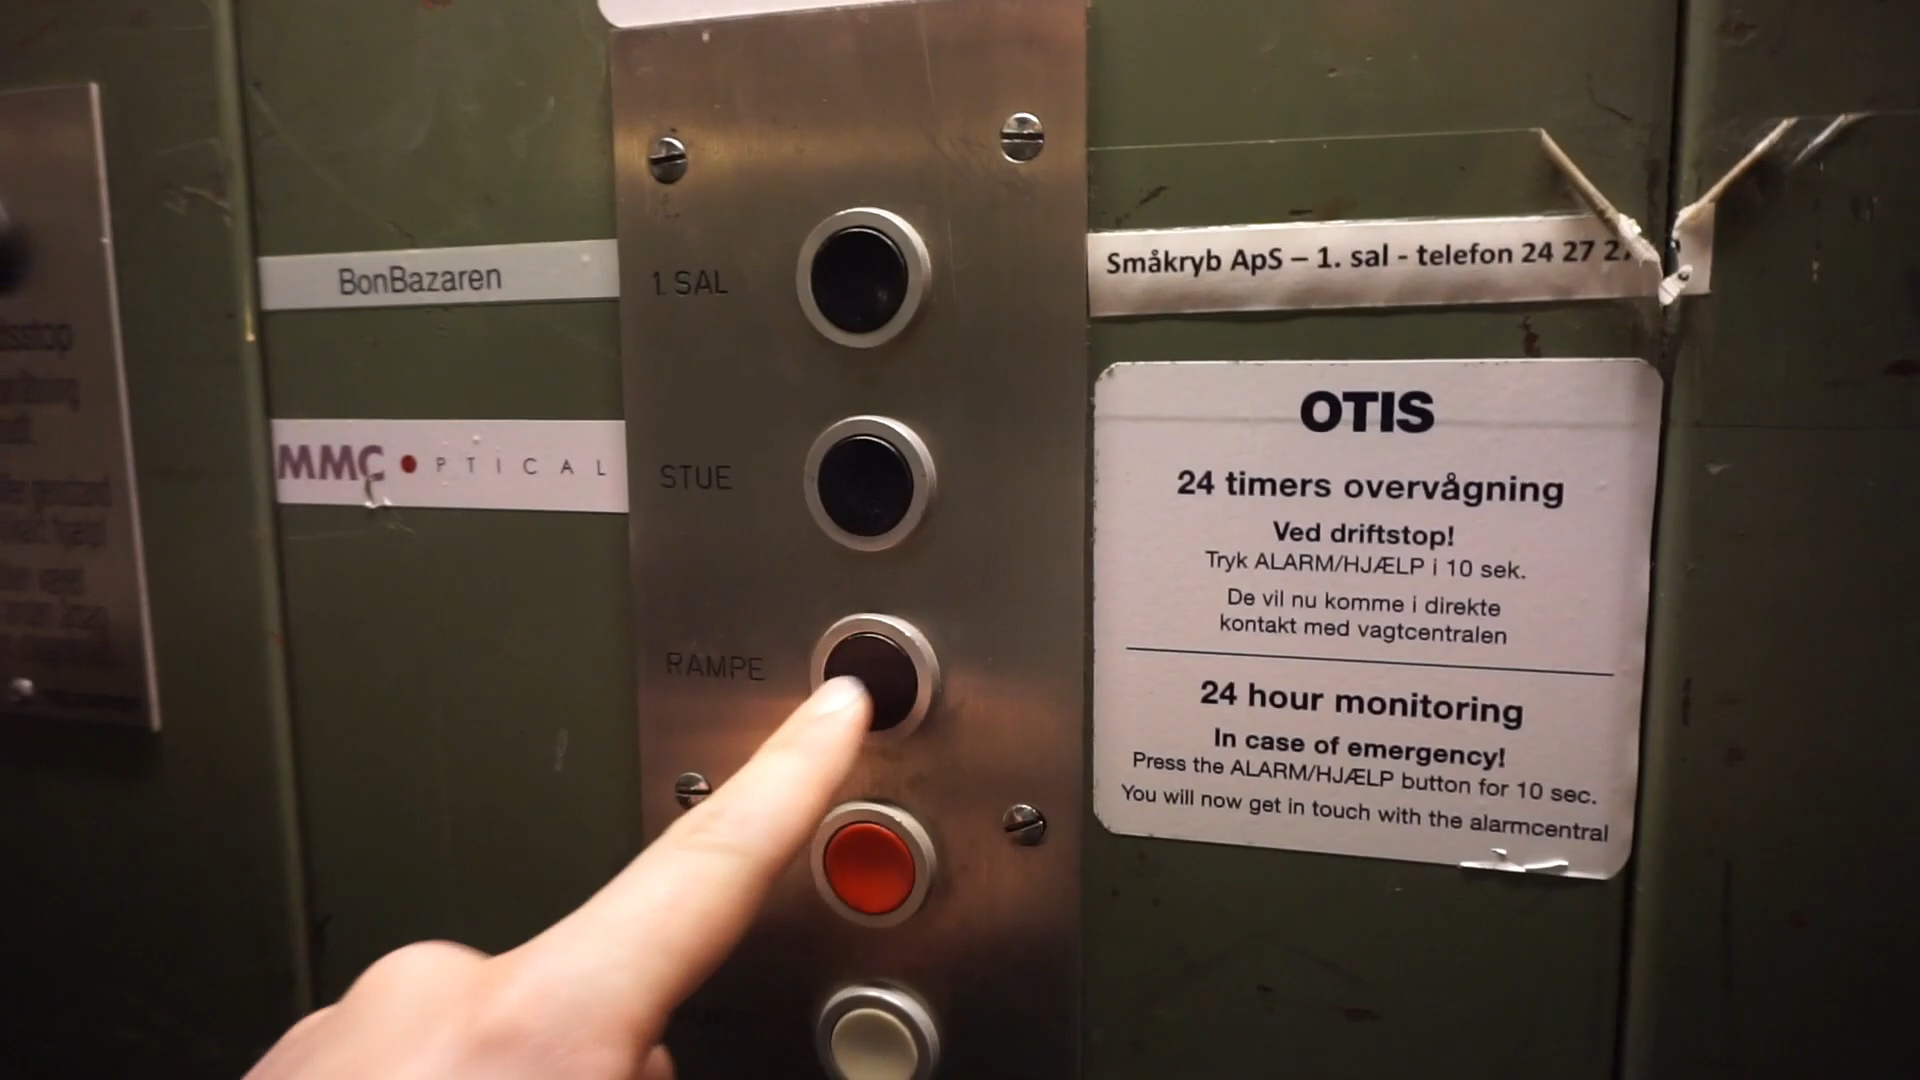 BonBazaren
MMC OPTICAL
1. SAL
STUE
RAMPE
Småkryb ApS – 1. sal - telefon 24 27
OTIS
24 timers overvågning
Ved driftstop!
Tryk ALARM/HJÆLP i 10 sek.
De vil nu komme i direkte
kontakt med vagtcentralen
24 hour monitoring
In case of emergency!
Press the ALARM/HJÆLP button for 10 sec.
You will now get in touch with the alarmcentral